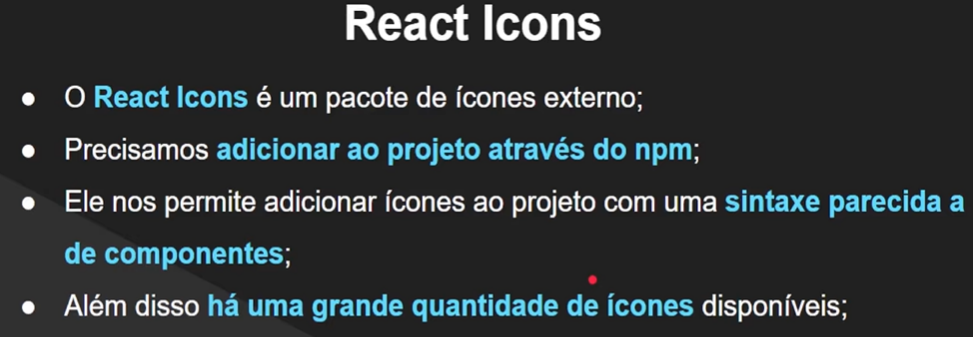 React Icons
● O React Icons é um pacote de ícones externo;
● Precisamos adicionar ao projeto através do npm;
● Ele nos permite adicionar ícones ao projeto com uma sintaxe parecida a
de componentes;
● Além disso há uma grande quantidade de ícones disponíveis;